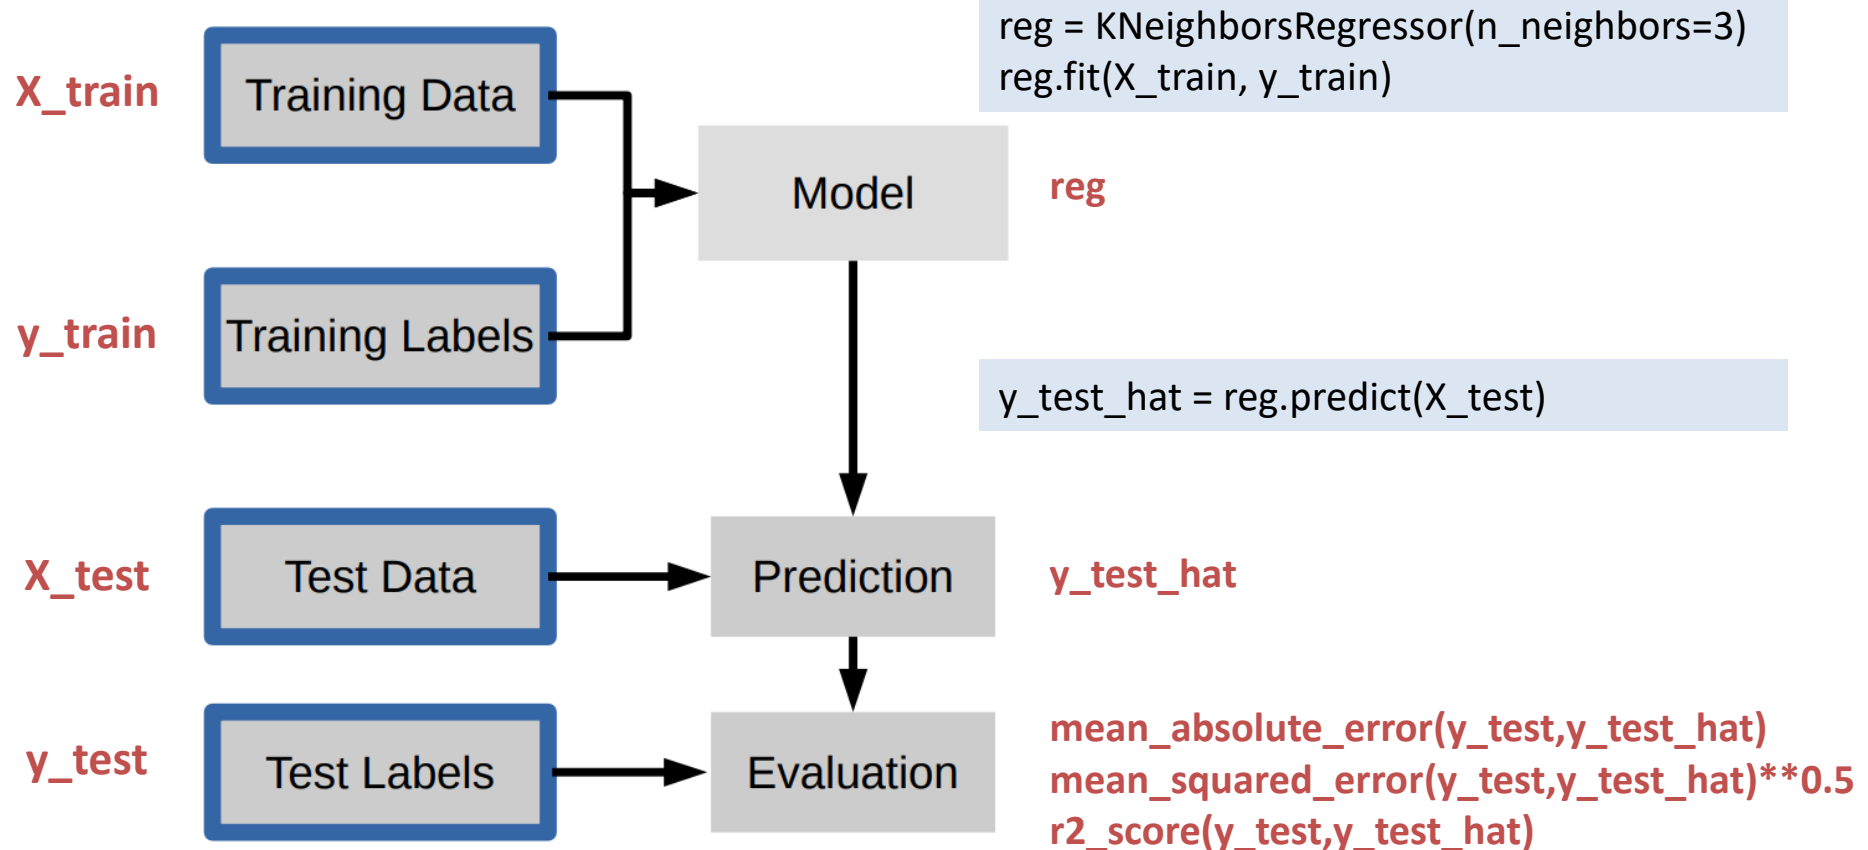 reg = KNeighborsRegressor(n_neighbors=3)
reg.fit(X_train, y_train)
X_train
Training Data
Model
reg
y_train
Training Labels
y_test_hat = reg.predict(X_test)
X_test
Test Data
Prediction
y_test_hat
y_test
Test Labels
Evaluation
mean_absolute_error(y_test,y_test_hat)
mean_squared_error(y_test,y_test_hat)**0.5
r2_score(y_test,y_test_hat)